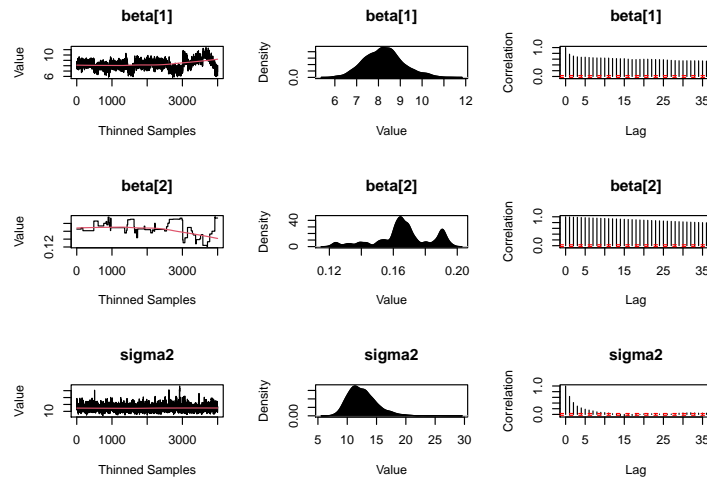 beta[1]
Value
6 10
0 1000 3000
Thinned Samples
beta[1]
Density
0.0
6 7 8 9 10 11 12
Value
beta[1]
Correlation
0.0 1.0
0 5 15 25 35
Lag
beta[2]
Value
0.12
0 1000 3000
Thinned Samples
beta[2]
Density
0 40
0.12 0.16 0.20
Value
beta[2]
Correlation
0.0 1.0
0 5 15 25 35
Lag
sigma2
Value
10
0 1000 3000
Thinned Samples
sigma2
Density
0.00
5 10 15 20 25 30
Value
sigma2
Correlation
0.0 1.0
0 5 15 25 35
Lag